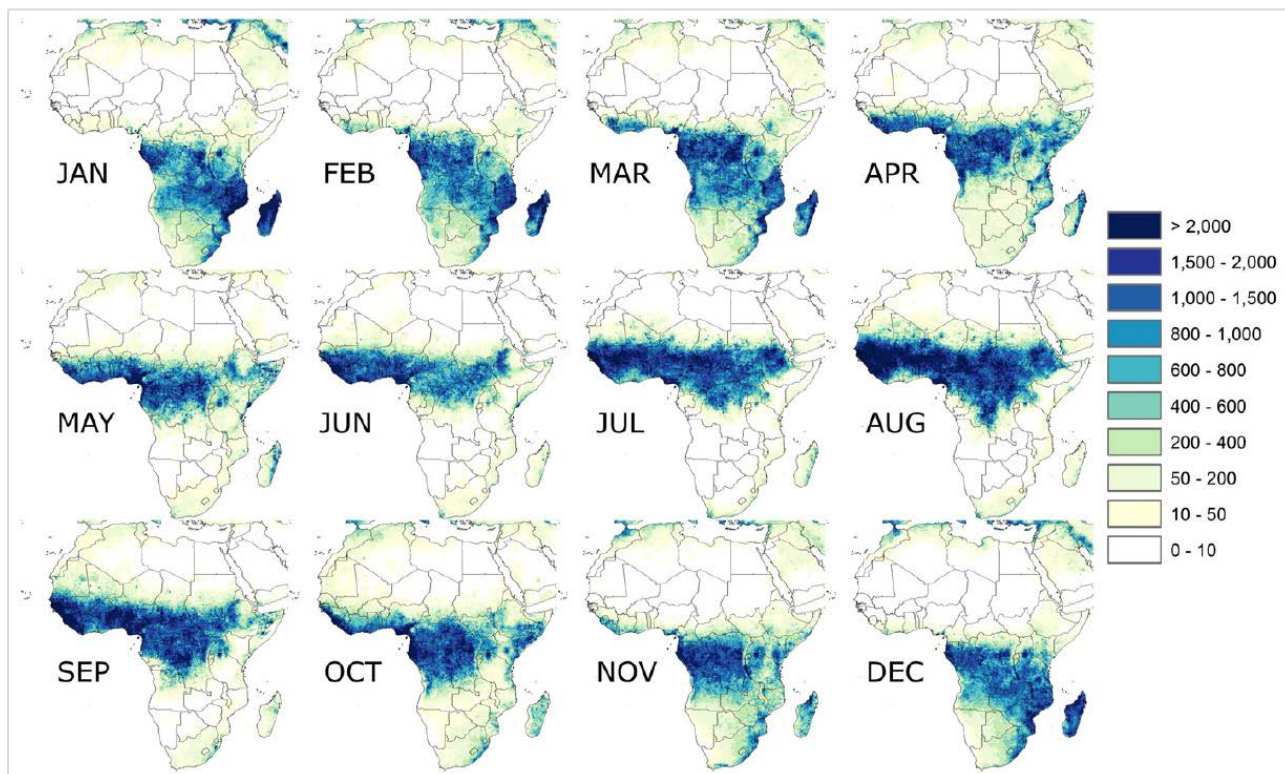 JAN
FEB
MAR
APR
MAY
JUN
JUL
AUG
SEP
OCT
NOV
DEC
> 2,000
1,500 - 2,000
1,000 - 1,500
800 - 1,000
600 - 800
400 - 600
200 - 400
50 - 200
10 - 50
0 - 10